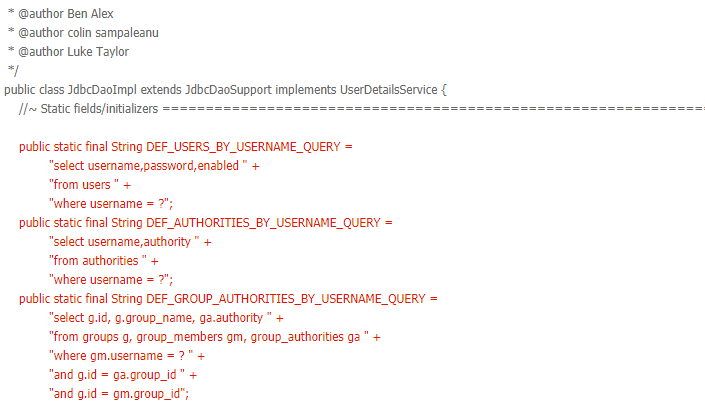 * @author Ben Alex
* @author colin sampaleanu
* @author Luke Taylor
*/
public class JdbcDaoImpl extends JdbcDaoSupport implements UserDetailsService {
//~ Static fields/initializers =====================================================================
public static final String DEF_USERS_BY_USERNAME_QUERY =
"select username,password,enabled " +
"from users " +
"where username = ?";
public static final String DEF_AUTHORITIES_BY_USERNAME_QUERY =
"select username,authority " +
"from authorities " +
"where username = ?";
public static final String DEF_GROUP_AUTHORITIES_BY_USERNAME_QUERY =
"select g.id, g.group_name, ga.authority " +
"from groups g, group_members gm, group_authorities ga " +
"where gm.username = ? " +
"and g.id = ga.group_id " +
"and g.id = gm.group_id";